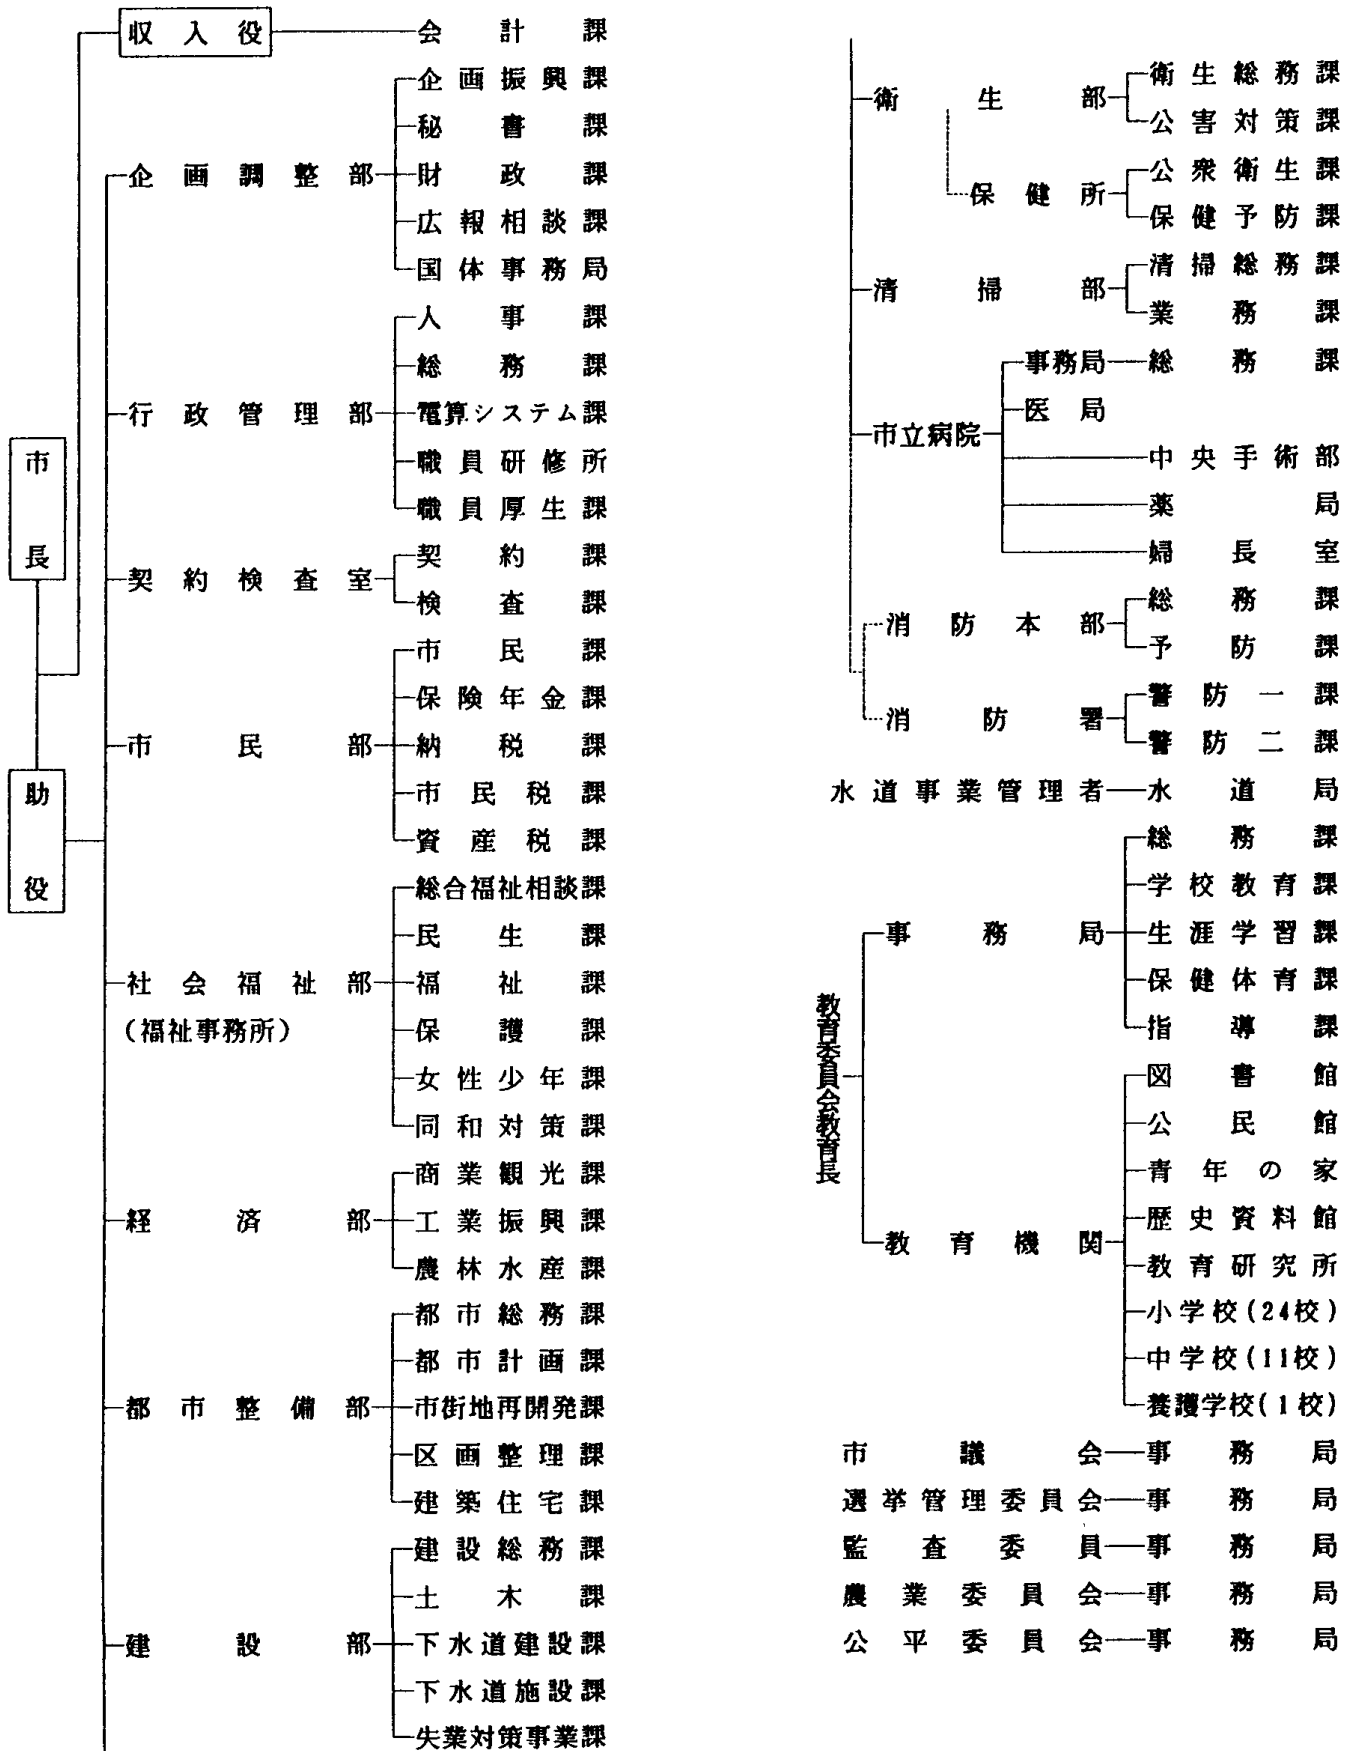 市長
助役
収入役 会計課
企画調整部
企画振興課
秘書課
財政課
広報相談課
国体事務局
行政管理部
人事課
総務課
電算システム課
職員研修所
職員厚生課
契約検査室
契約課
検査課
市民部
市民課
保険年金課
納税課
市民税課
資産税課
社会福祉部
(福祉事務所)
総合福祉相談課
民生課
福祉課
保護課
女性少年課
同和対策課
経済部
商業観光課
工業振興課
農林水産課
都市整備部
都市総務課
都市計画課
市街地再開発課
区画整理課
建築住宅課
建設部
建設総務課
土木課
下水道建設課
下水道施設課
失業対策事業課
衛生部
衛生総務課
公害対策課
保健所
公衆衛生課
保健予防課
清掃部
清掃総務課
業務課
市立病院
事務局 総務課
医局
中央手術部
薬局
婦長室
消防本部
総務課
予防課
消防署
警防一課
警防二課
水道事業管理者 水道局
教育委員会教育長
事務局
総務課
学校教育課
生涯学習課
保健体育課
指導課
教育機関
図書館
公民館
青年の家
歴史資料館
教育研究所
小学校(24校)
中学校(11校)
養護学校(1校)
市議会 事務局
選挙管理委員会 事務局
監査委員 事務局
農業委員会 事務局
公平委員会 事務局